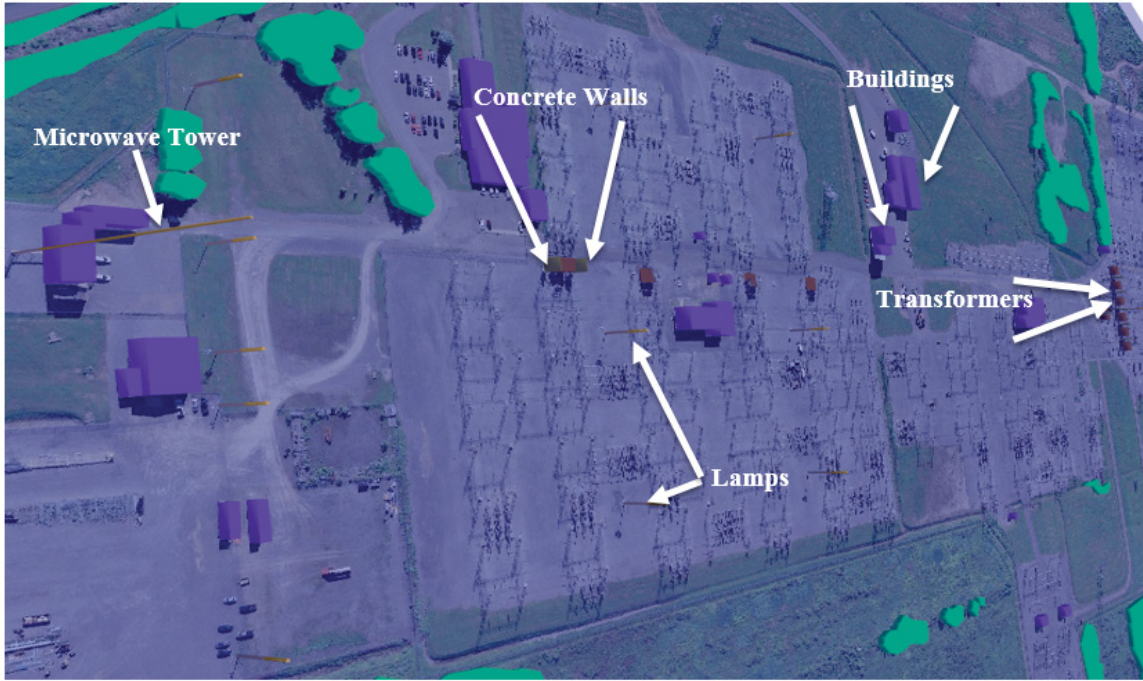 Buildings
Concrete Walls
Microwave Tower
Transformers
Lamps